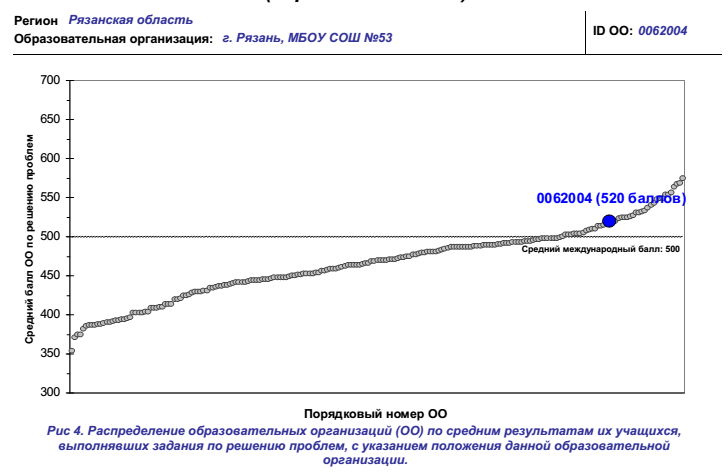 Регион Рязанская область
Образовательная организация: г. Рязань, МБОУ СОШ №53
ID ОО: 0062004
700
650
600
550
500
450
400
350
300
Средний балл ОО по решению проблем
0062004 (520 баллов)
Средний международный балл: 500
Порядковый номер ОО
Рис 4. Распределение образовательных организаций (ОО) по средним результатам их учащихся,
выполнявших задания по решению проблем, с указанием положения данной образовательной
организации.